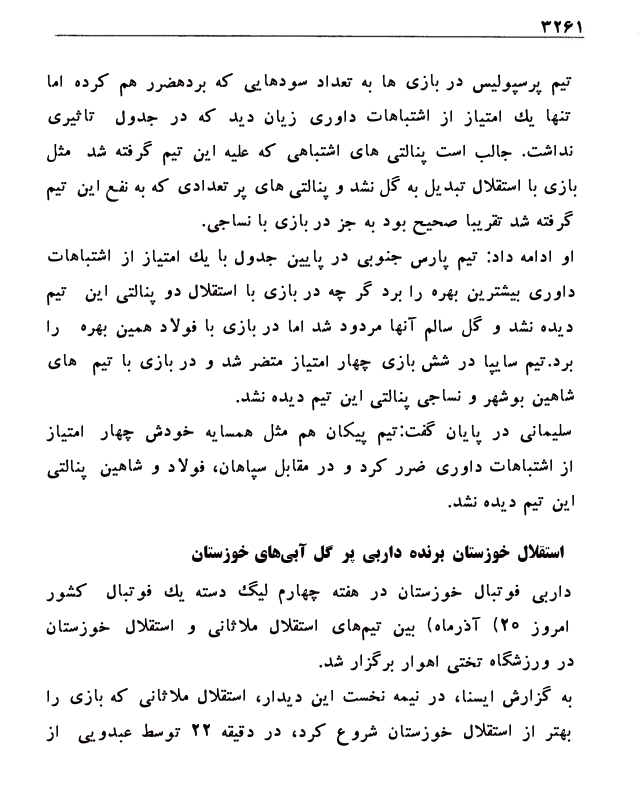 ۳۲۶۱
تیم پرسپولیس در بازی ها به تعداد سودهایی که بردهضرر هم کرده اما
تنها یك امتیاز از اشتباهات داوری زیان دید که در جدول تاثیری
نداشت. جالب است پنالتی های اشتباهی که علیه این تیم گرفته شد مثل
بازی با استقلال تبدیل به گل نشد و پنالتی های پر تعدادی که به نفع این تیم
گرفته شد تقریبا صحیح بود به جز در بازی با نساجی.
او ادامه داد: تیم پارس جنوبی در پایین جدول با یك امتیاز از اشتباهات
داوری بیشترین بهره را برد گر چه در بازی با استقلال دو پنالتی این تیم
دیده نشد و گل سالم آنها مردود شد اما در بازی با فولاد همین بهره را
برد.تیم سایپا در شش بازی چهار امتیاز متضر شد و در بازی با تیم های
شاهین بوشهر و نساجی پنالتی این تیم دیده نشد.
سلیمانی در پایان گفت:تیم پیکان هم مثل همسایه خودش چهار امتیاز
از اشتباهات داوری ضرر کرد و در مقابل سپاهان، فولاد و شاهین پنالتی
این تیم دیده نشد.
استقلال خوزستان برنده داربی پر گل آبی‌های خوزستان
داربی فوتبال خوزستان در هفته چهارم لیگ دسته یك فوتبال کشور
امروز ۲۵) آذرماه) بین تیم‌های استقلال ملاثانی و استقلال خوزستان
در ورزشگاه تختی اهوار برگزار شد.
به گزارش ایسنا، در نیمه نخست این دیدار، استقلال ملاثانی که بازی را
بهتر از استقلال خوزستان شروع کرد، در دقیقه ۲۲ توسط عبدویی از